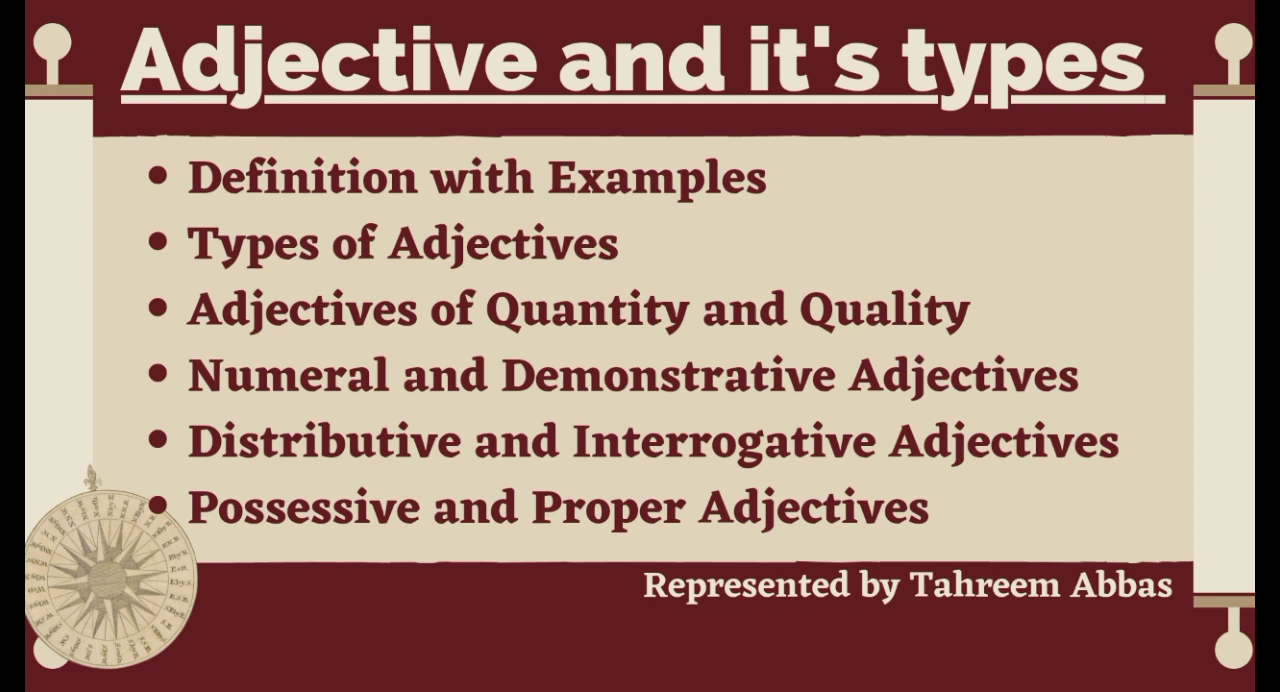 Adjective and it's types
• Definition with Examples
• Types of Adjectives
• Adjectives of Quantity and Quality
• Numeral and Demonstrative Adjectives
• Distributive and Interrogative Adjectives
• Possessive and Proper Adjectives
Represented by Tahreem Abbas